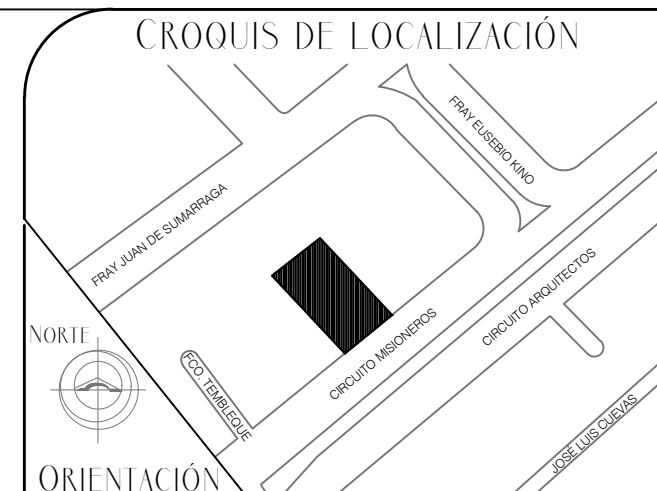 CROQUIS DE LOCALIZACIÓN
FRAY EUSEBIO KINO
FRAY JUAN DE SUMARRAGA
CIRCUITO ARQUITECTOS
CIRCUITO MISIONEROS
NORTE
FCO. TEMBLEQUE
JOSÉ LUIS CUEVAS
ORIENTACIÓN